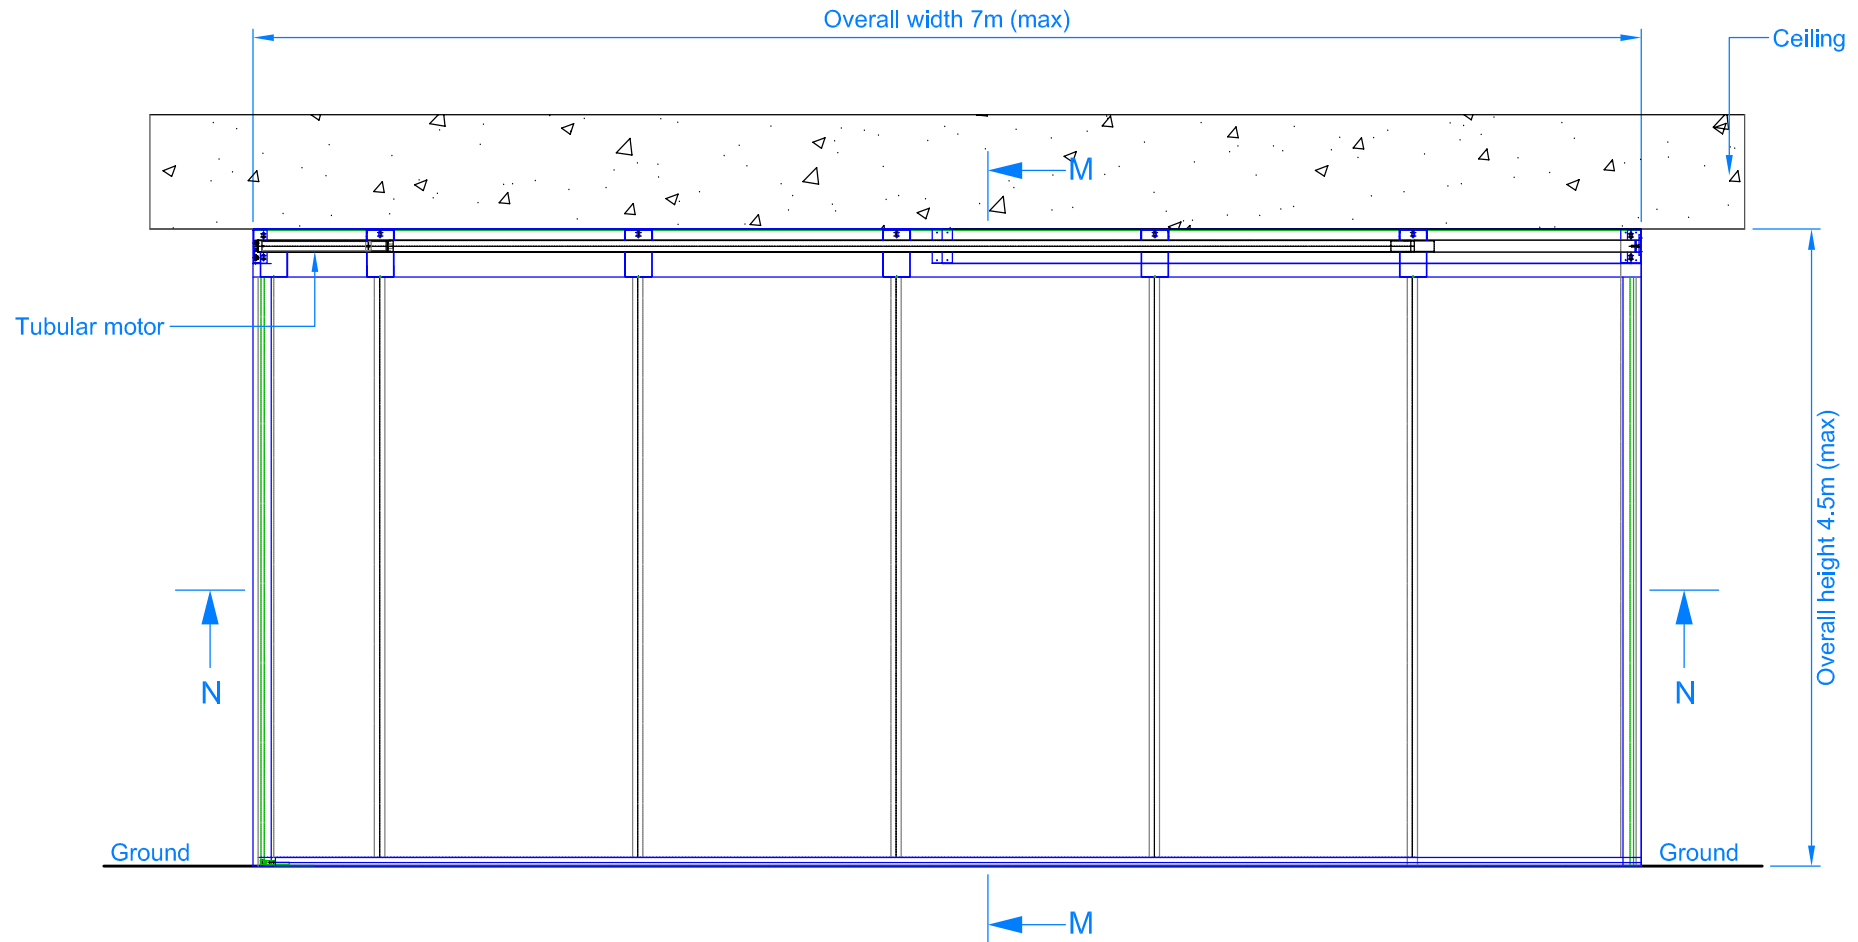 Overall width 7m (max)
Ceiling
M
Tubular motor
Overall height 4.5m (max)
N
N
Ground
Ground
M